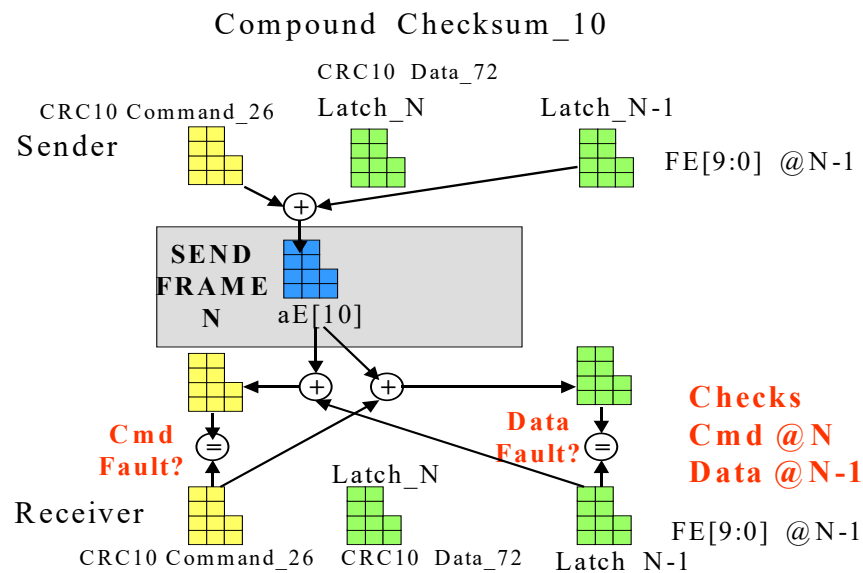 Compound Checksum_10
CRC10 Data_72
CRC10 Command_26
Latch_N
Latch_N-1
Sender
FE[9:0] @N-1
+
SEND
FRAME
N
aE[10]
+
+
Cmd
Fault?
=
Data
Fault?
=
Checks
Cmd @N
Data @N-1
Latch_N
Receiver
FE[9:0] @N-1
CRC10 Command_26
CRC10 Data_72
Latch N-1